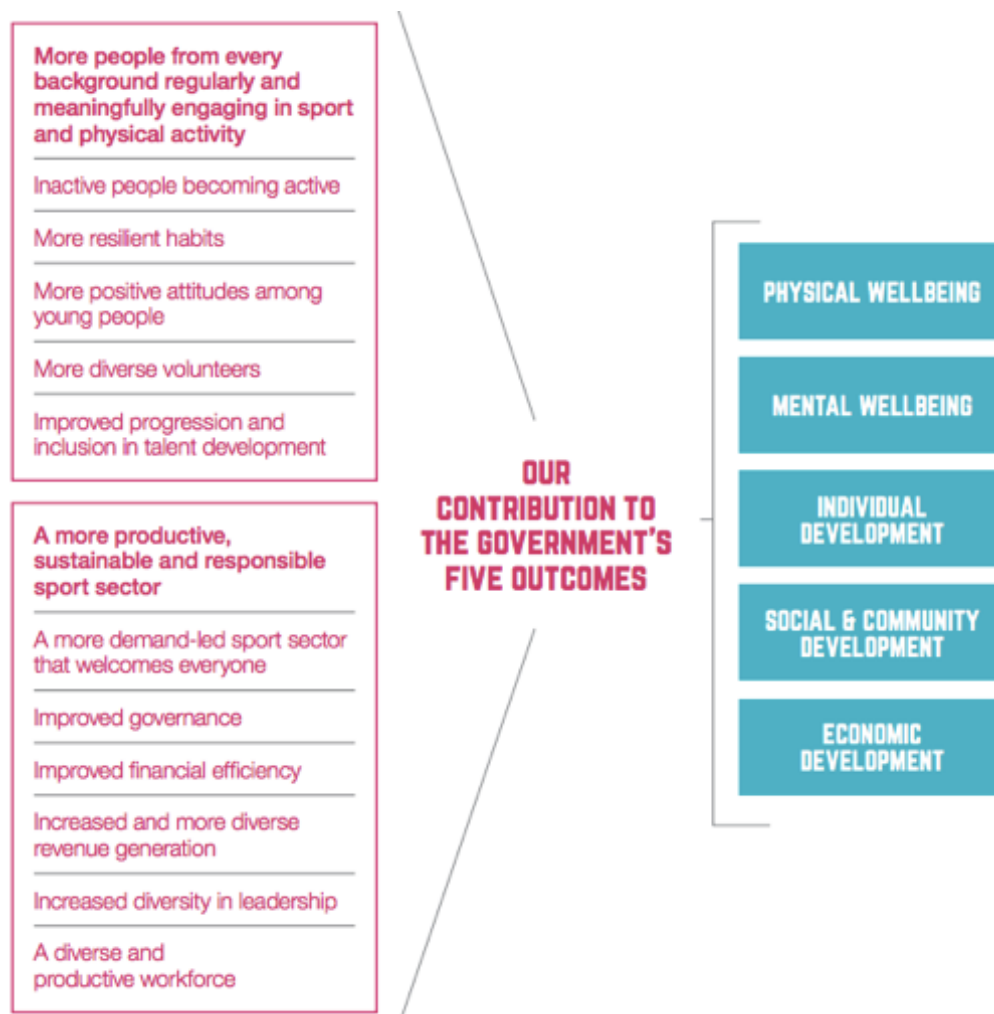 More people from every
background regularly and
meaningfully engaging in sport
and physical activity
Inactive people becoming active
More resilient habits
More positive attitudes among
young people
More diverse volunteers
Improved progression and
inclusion in talent development
A more productive,
sustainable and responsible
sport sector
A more demand-led sport sector
that welcomes everyone
Improved governance
Improved financial efficiency
Increased and more diverse
revenue generation
Increased diversity in leadership
A diverse and
productive workforce
OUR
CONTRIBUTION TO
THE GOVERNMENT'S
FIVE OUTCOMES
PHYSICAL WELLBEING
MENTAL WELLBEING
INDIVIDUAL
DEVELOPMENT
SOCIAL & COMMUNITY
DEVELOPMENT
ECONOMIC
DEVELOPMENT